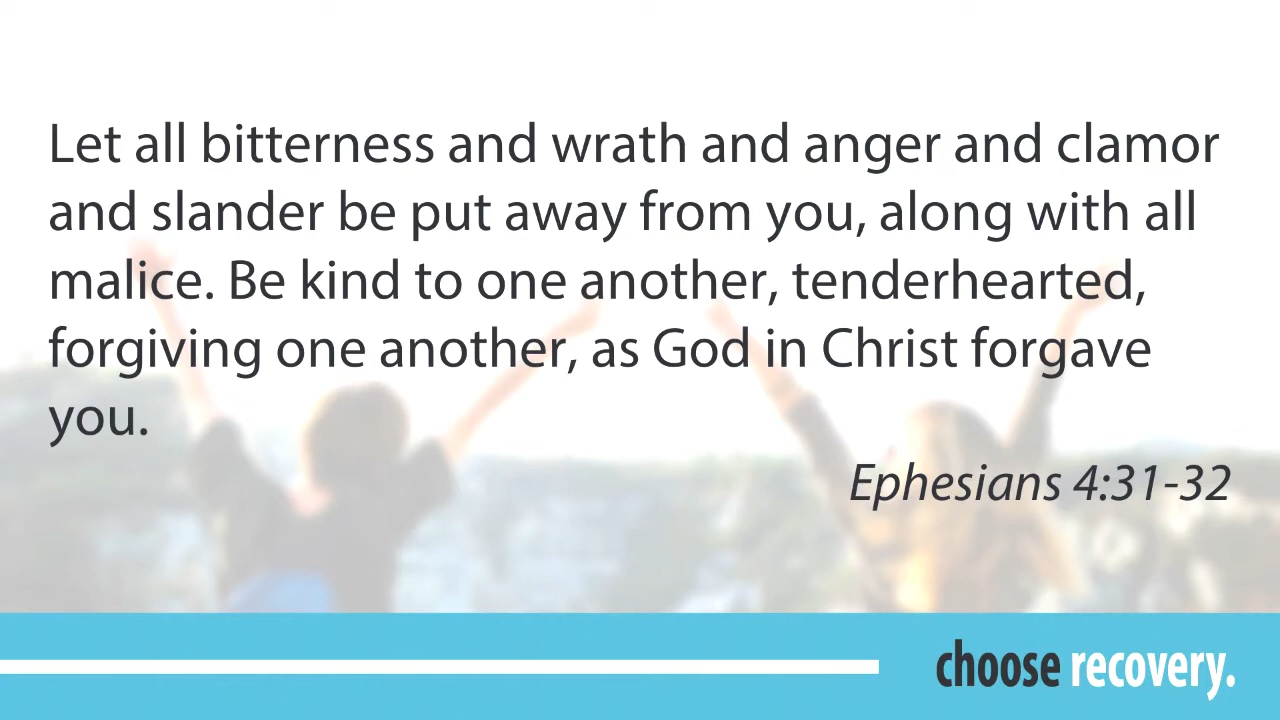 Let all bitterness and wrath and anger and clamor
and slander be put away from you, along with all
malice. Be kind to one another, tenderhearted,
forgiving one another, as God in Christ forgave
you.
Ephesians 4:31-32
choose recovery.